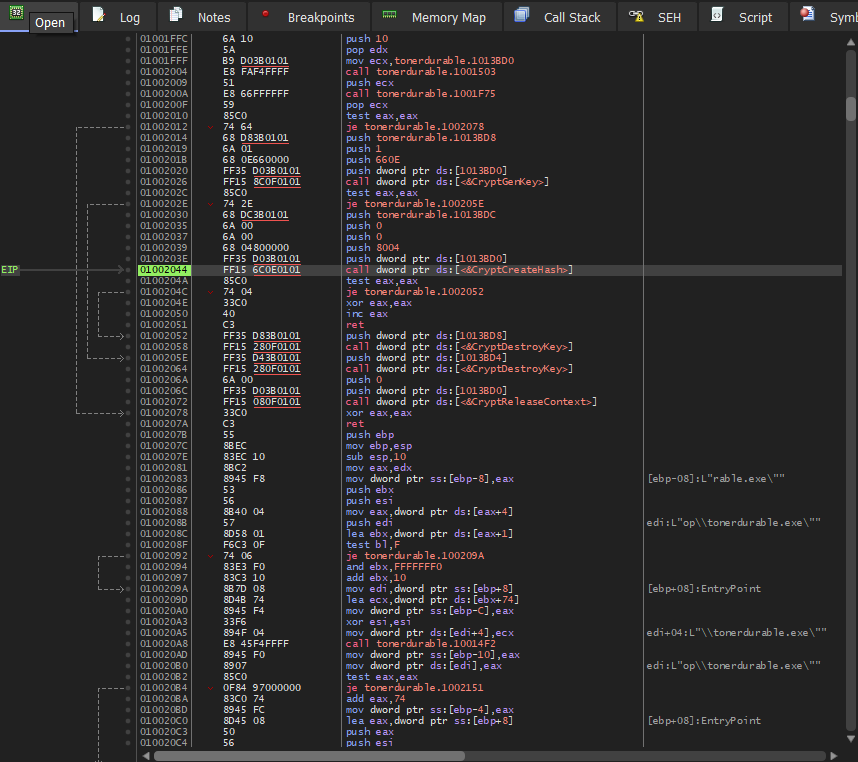 32 Log Notes Breakpoints Memory Map Call Stack SEH Script Symb
Open
01001FFC 6A 10 push 10
01001FFE 5A pop edx
01001FFF B9 D03B0101 mov ecx,tonerdurable.1013BD0
01002004 E8 FAF4FFFF call tonerdurable.1001503
01002009 51 push ecx
0100200A E8 66FFFFFF call tonerdurable.1001F75
0100200F 59 pop ecx
01002010 85C0 test eax,eax
01002012 74 64 je tonerdurable.1002078
01002014 68 D83B0101 push tonerdurable.1013BD8
01002019 6A 01 push 1
0100201B 68 0E660000 push 660E
01002020 FF35 D03B0101 push dword ptr ds:[1013BD0]
01002026 FF15 8C0F0101 call dword ptr ds:[<&CryptGenKey>]
0100202C 85C0 test eax,eax
0100202E 74 2E je tonerdurable.100205E
01002030 68 DC3B0101 push tonerdurable.1013BDC
01002035 6A 00 push 0
01002037 6A 00 push 0
01002039 68 04800000 push 8004
0100203E FF35 D03B0101 push dword ptr ds:[1013BD0]
EIP 01002044 FF15 6C0E0101 call dword ptr ds:[<&CryptCreateHash>]
0100204A 85C0 test eax,eax
0100204C 74 04 je tonerdurable.1002052
0100204E 33C0 xor eax,eax
01002050 40 inc eax
01002051 C3 ret
01002052 FF35 D83B0101 push dword ptr ds:[1013BD8]
01002058 FF15 280F0101 call dword ptr ds:[<&CryptDestroyKey>]
0100205E FF35 D43B0101 push dword ptr ds:[1013BD4]
01002064 FF15 280F0101 call dword ptr ds:[<&CryptDestroyKey>]
0100206A 6A 00 push 0
0100206C FF35 D03B0101 push dword ptr ds:[1013BD0]
01002072 FF15 080F0101 call dword ptr ds:[<&CryptReleaseContext>]
01002078 33C0 xor eax,eax
0100207A C3 ret
0100207B 55 push ebp
0100207C 8BEC mov ebp,esp
0100207E 83EC 10 sub esp,10
01002081 8BC2 mov eax,edx
01002083 8945 F8 mov dword ptr ss:[ebp-8],eax [ebp-08]:L"rable.exe\""
01002086 53 push ebx
01002087 56 push esi
01002088 8B40 04 mov eax,dword ptr ds:[eax+4]
0100208B 57 push edi edi:L"op\\tonerdurable.exe\""
0100208C 8D58 01 lea ebx,dword ptr ds:[eax+1]
0100208F F6C3 0F test bl,F
01002092 74 06 je tonerdurable.100209A
01002094 83E3 F0 and ebx,FFFFFFF0
01002097 83C3 10 add ebx,10
0100209A 8B7D 08 mov edi,dword ptr ss:[ebp+8] [ebp+08]:EntryPoint
0100209D 8D4B 74 lea ecx,dword ptr ds:[ebx+74]
010020A0 8945 F4 mov dword ptr ss:[ebp-C],eax
010020A3 33F6 xor esi,esi
010020A5 894F 04 mov dword ptr ds:[edi+4],ecx edi+04:L"\\tonerdurable.exe\""
010020A8 E8 45F4FFFF call tonerdurable.10014F2
010020AD 8945 F0 mov dword ptr ss:[ebp-10],eax
010020B0 8907 mov dword ptr ds:[edi],eax edi:L"op\\tonerdurable.exe\""
010020B2 85C0 test eax,eax
010020B4 0F84 97000000 je tonerdurable.1002151
010020BA 83C0 74 add eax,74
010020BD 8945 FC mov dword ptr ss:[ebp-4],eax
010020C0 8D45 08 lea eax,dword ptr ss:[ebp+8] [ebp+08]:EntryPoint
010020C3 50 push eax
010020C4 56 push esi